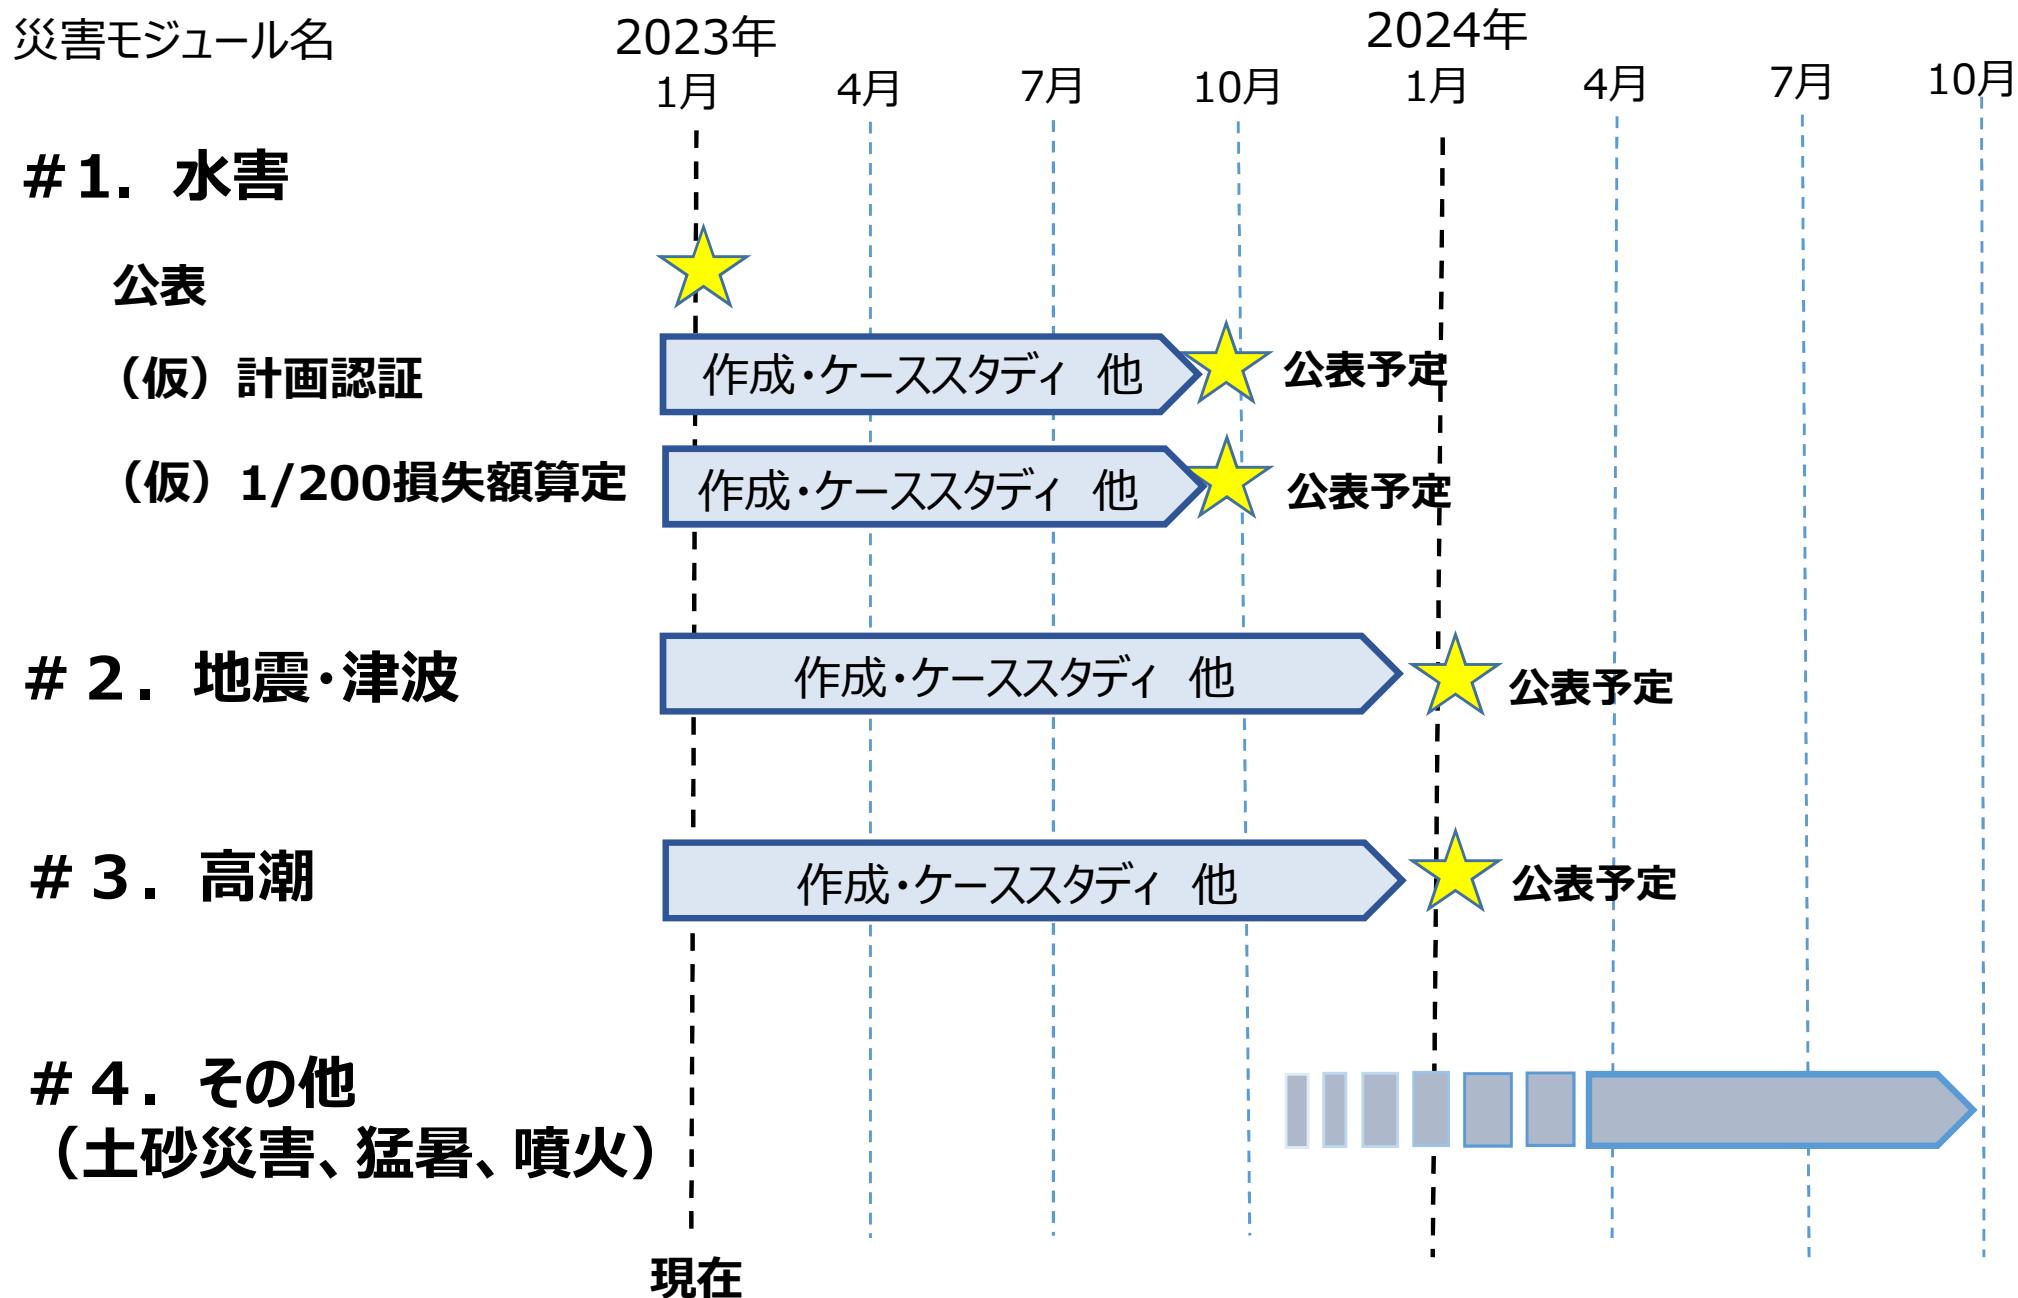 災害モジュール名
2023年
2024年
1月 4月 7月 10月 1月 4月 7月 10月
＃1．水害
公表
（仮）計画認証
作成・ケーススタディ　他
公表予定
（仮）1/200損失額算定
作成・ケーススタディ　他
公表予定
＃２．地震・津波
作成・ケーススタディ　他
公表予定
＃３．高潮
作成・ケーススタディ　他
公表予定
＃４．その他
（土砂災害、猛暑、噴火）
現在